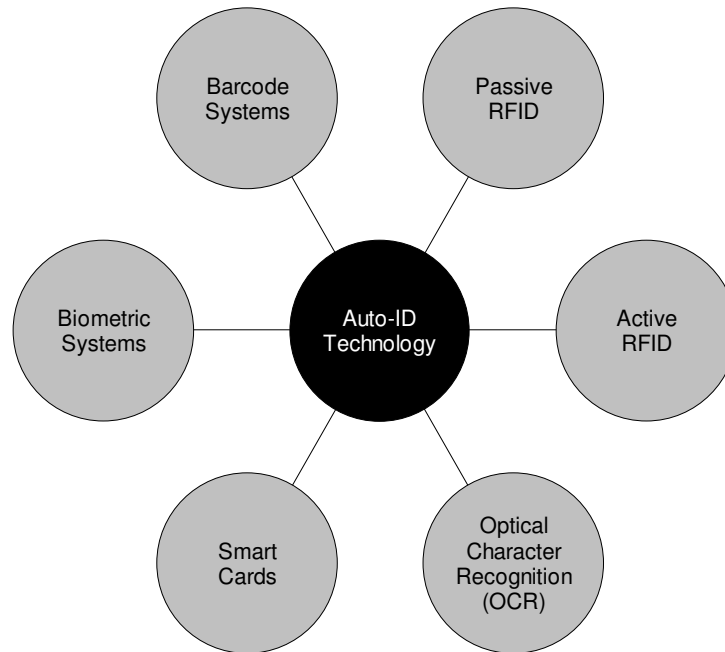 Barcode
Systems
Passive
RFID
Biometric
Systems
Auto-ID
Technology
Active
RFID
Smart
Cards
Optical
Character
Recognition
(OCR)